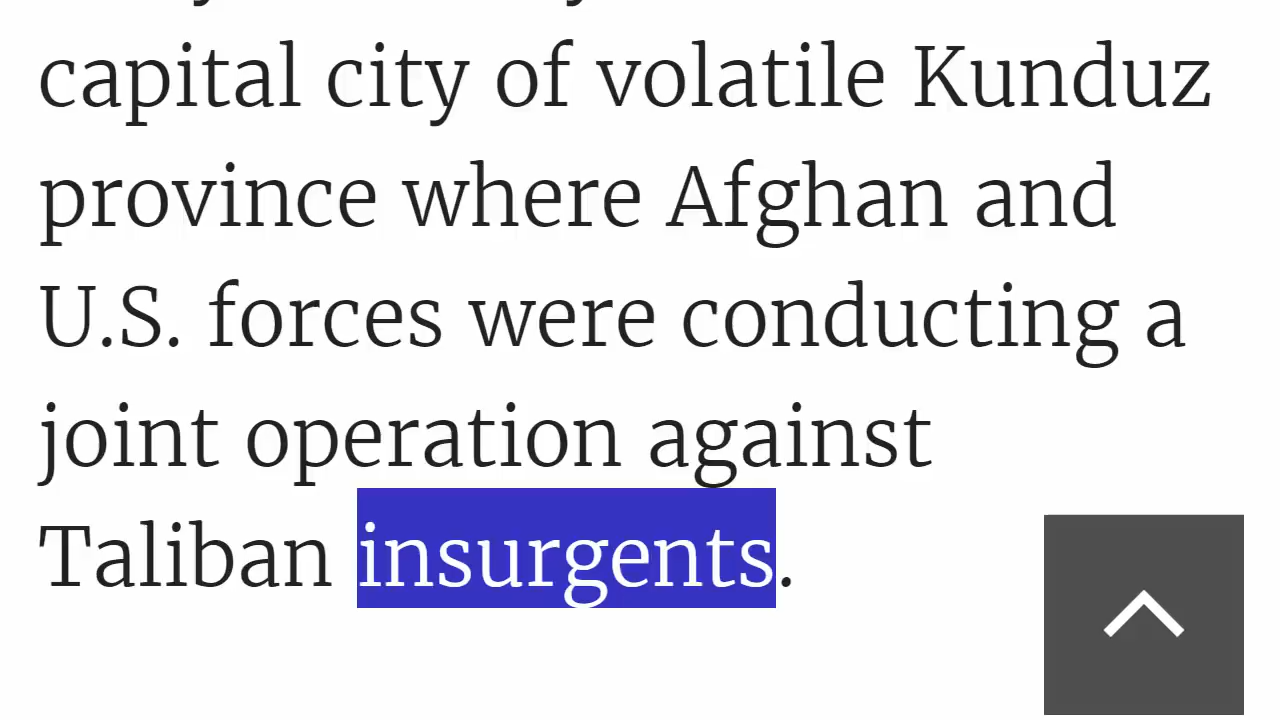 capital city of volatile Kunduz
province where Afghan and
U.S. forces were conducting a
joint operation against
Taliban insurgents.